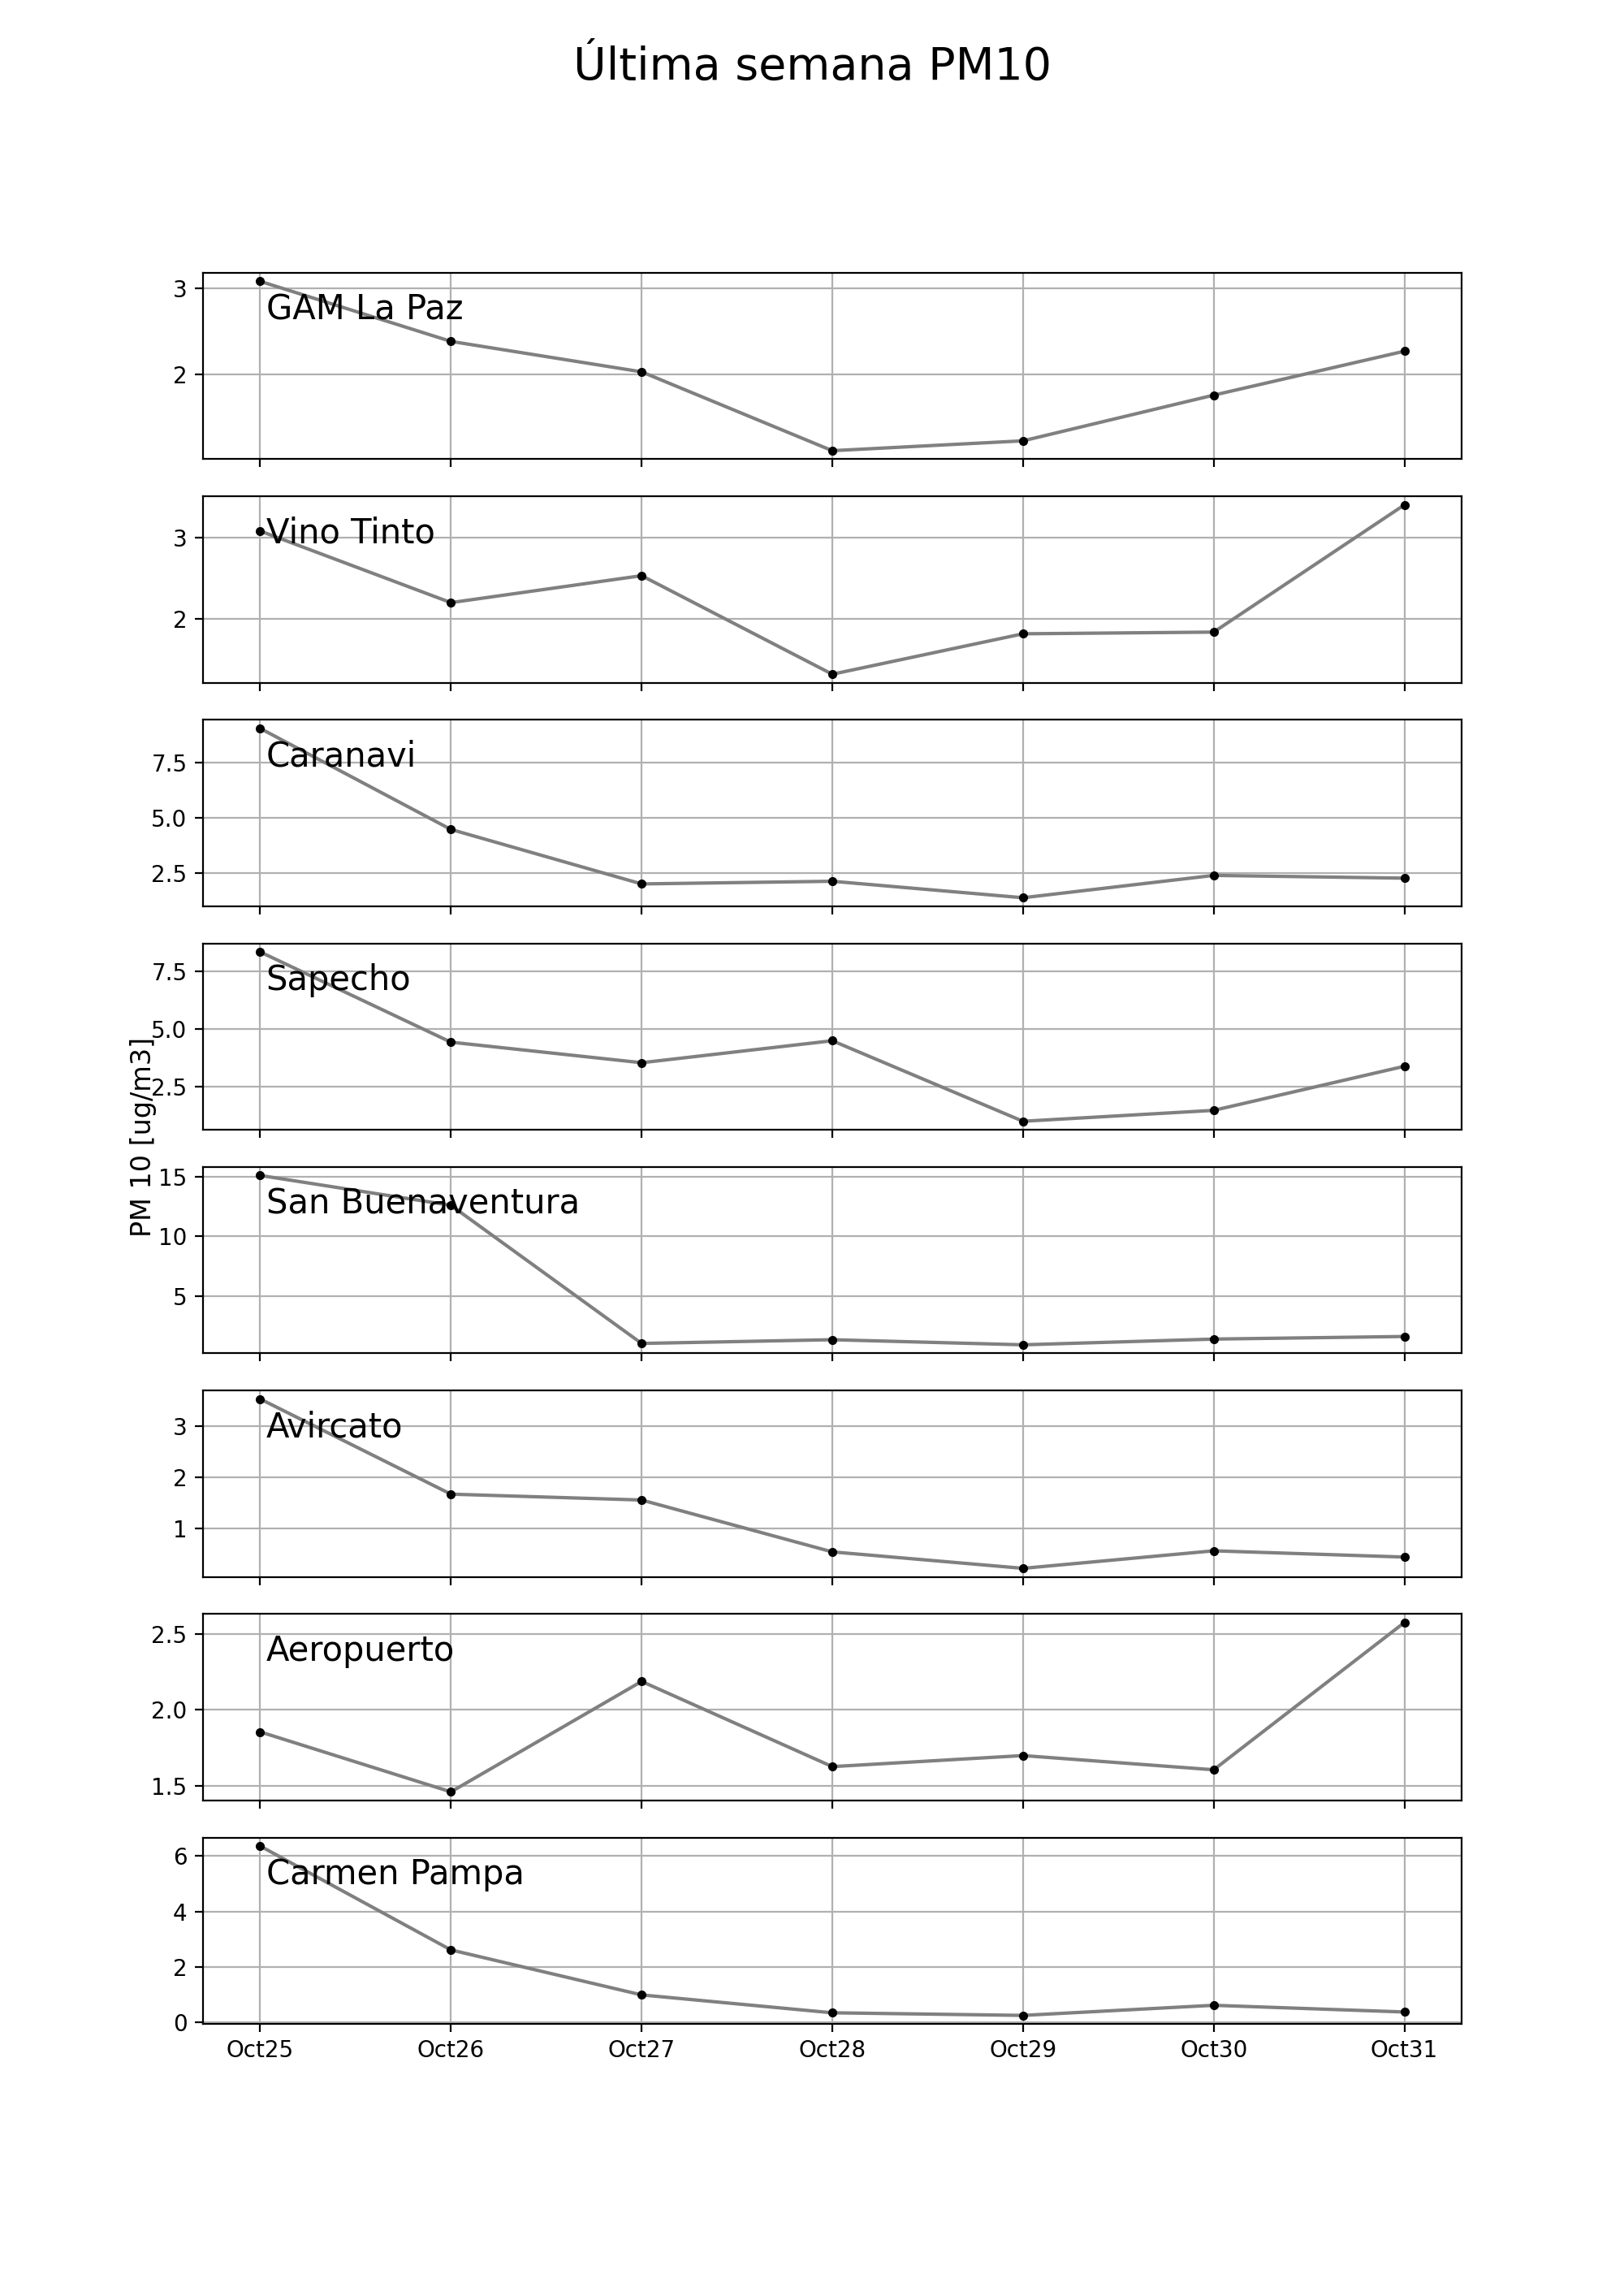 Última semana PM10
GAM La Paz
3
2
Vino Tinto
3
2
Caranavi
7.5
5.0
2.5
Sapecho
7.5
5.0
2.5
PM 10 [ug/m3]
San Buenaventura
15
10
5
Avircato
3
2
1
Aeropuerto
2.5
2.0
1.5
Carmen Pampa
6
4
2
0
Oct25 Oct26 Oct27 Oct28 Oct29 Oct30 Oct31